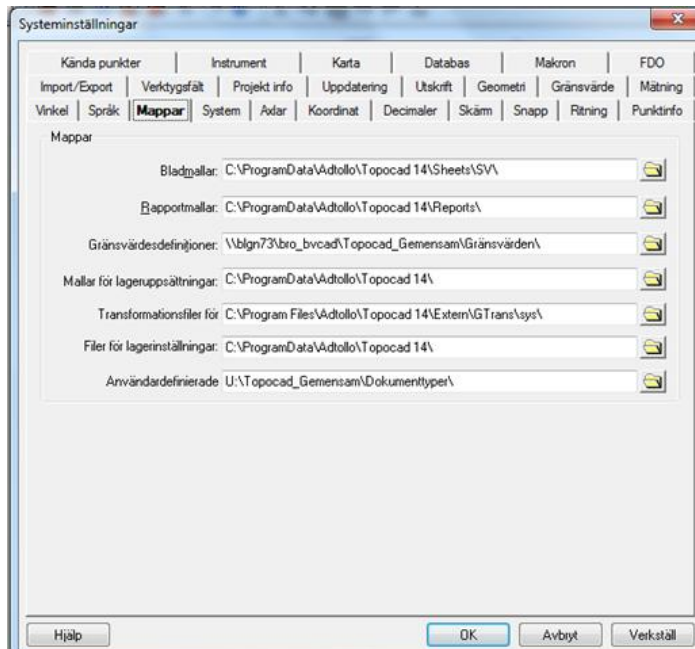 Systeminställningar
Kända punkter Instrument Karta Databas Makron FDO
Import/Export Verktygsfält Projekt info Uppdatering Utskrift Geometri Gränsvärde Mätning
Vinkel Språk Mappar System Axlar Koordinat Decimaler Skärm Snapp Ritning Punktinfo
Mappar
Bladmallar: C:\ProgramData\Adtollo\Topocad 14\Sheets\SV\
Rapportmallar: C:\ProgramData\Adtollo\Topocad 14\Reports\
Gränsvärdesdefinitioner: \\blgn73\bro_bvcad\Topocad_Gemensam\Gränsvärden\
Mallar för lageruppsättningar: C:\ProgramData\Adtollo\Topocad 14\
Transformationsfiler för C:\Program Files\Adtollo\Topocad 14\Extern\GTrans\sys\
Filer för lagerinställningar: C:\ProgramData\Adtollo\Topocad 14\
Användardefinierade U:\Topocad_Gemensam\Dokumenttyper\
Hjälp OK Avbryt Verkställ